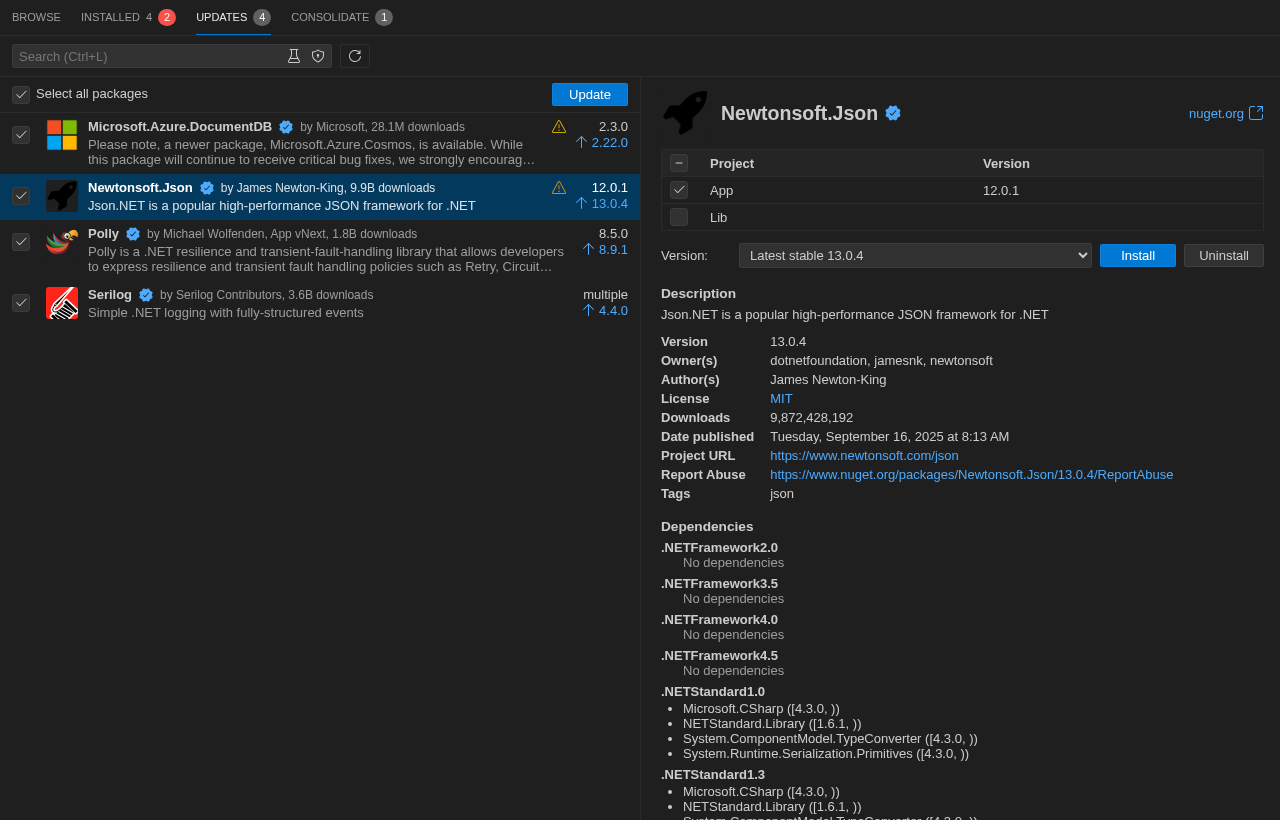 BROWSE INSTALLED 4 2 UPDATES 4 CONSOLIDATE 1
Search (Ctrl+L)
Select all packages Update
Microsoft.Azure.DocumentDB by Microsoft, 28.1M downloads 2.3.0
2.22.0
Please note, a newer package, Microsoft.Azure.Cosmos, is available. While
this package will continue to receive critical bug fixes, we strongly encourag…
Newtonsoft.Json by James Newton-King, 9.9B downloads 12.0.1
Json.NET is a popular high-performance JSON framework for .NET 13.0.4
Polly by Michael Wolfenden, App vNext, 1.8B downloads 8.5.0
8.9.1
Polly is a .NET resilience and transient-fault-handling library that allows developers
to express resilience and transient fault handling policies such as Retry, Circuit…
Serilog by Serilog Contributors, 3.6B downloads multiple
Simple .NET logging with fully-structured events 4.4.0
Newtonsoft.Json nuget.org
Project Version
App 12.0.1
Lib
Version: Latest stable 13.0.4 Install Uninstall
Description
Json.NET is a popular high-performance JSON framework for .NET
Version 13.0.4
Owner(s) dotnetfoundation, jamesnk, newtonsoft
Author(s) James Newton-King
License MIT
Downloads 9,872,428,192
Date published Tuesday, September 16, 2025 at 8:13 AM
Project URL https://www.newtonsoft.com/json
Report Abuse https://www.nuget.org/packages/Newtonsoft.Json/13.0.4/ReportAbuse
Tags json
Dependencies
.NETFramework2.0
No dependencies
.NETFramework3.5
No dependencies
.NETFramework4.0
No dependencies
.NETFramework4.5
No dependencies
.NETStandard1.0
Microsoft.CSharp ([4.3.0, ))
NETStandard.Library ([1.6.1, ))
System.ComponentModel.TypeConverter ([4.3.0, ))
System.Runtime.Serialization.Primitives ([4.3.0, ))
.NETStandard1.3
Microsoft.CSharp ([4.3.0, ))
NETStandard.Library ([1.6.1, ))
System.ComponentModel.TypeConverter ([4.3.0, ))